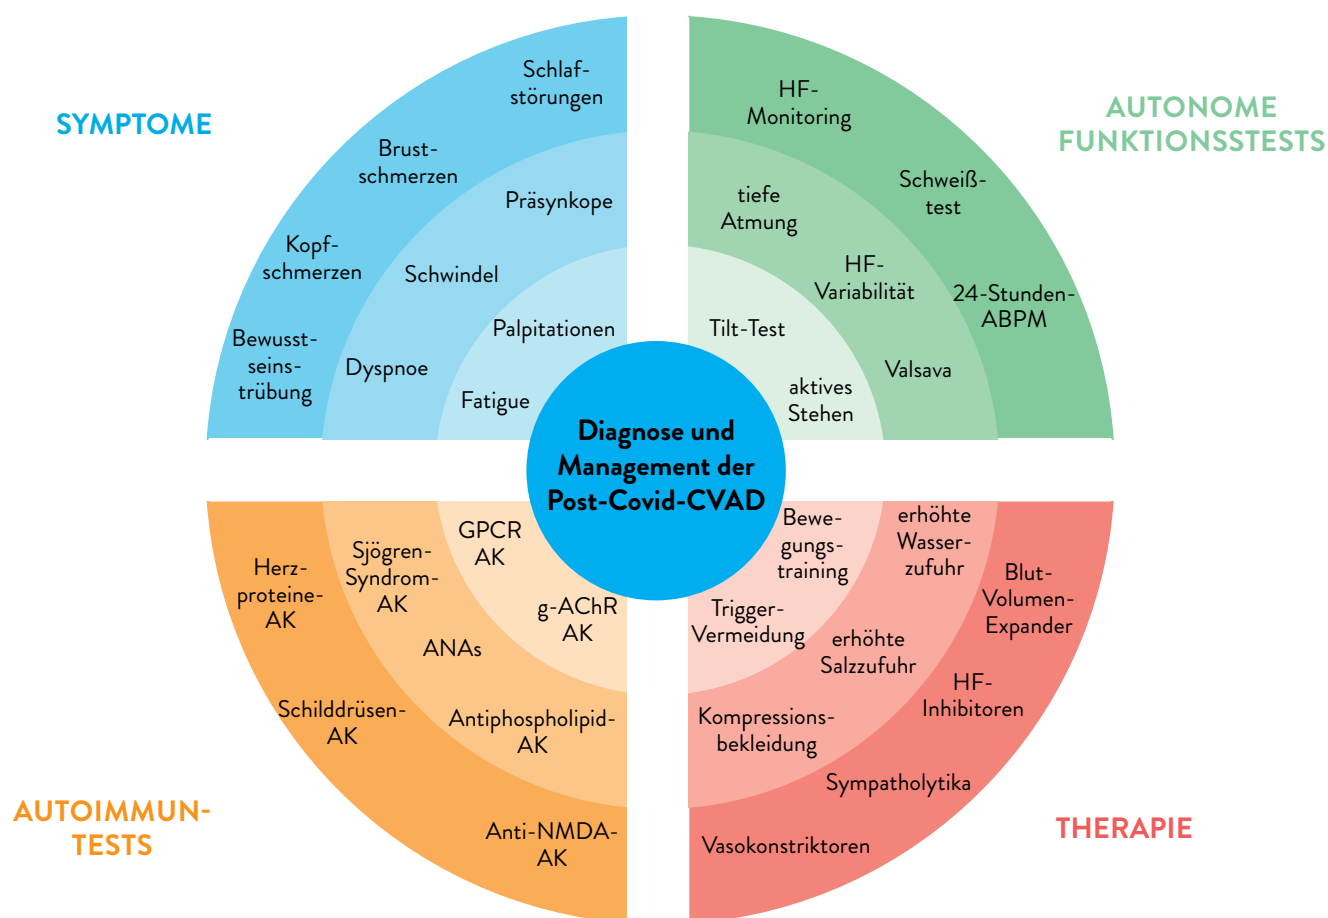 SYMPTOME
Schlaf-
störungen
Brust-
schmerzen
Präsynkope
Kopf-
schmerzen
Schwindel
Palpitationen
Bewusst-
seins-
trübung
Dyspnoe
Fatigue
AUTONOME
FUNKTIONSSTESTS
HF-
Monitoring
Schweiß-
test
tiefe
Atmung
HF-
Variabilität
24-Stunden-
ABPM
Tilt-Test
Valsava
aktives
Stehen
Diagnose und
Management der
Post-Covid-CVAD
AUTOIMMUN-
TESTS
GPCR
AK
Sjögren-
Syndrom-
AK
Herz-
proteine-
AK
g-AChR
AK
ANAs
Schilddrüsen-
AK
Antiphospholipid-
AK
Anti-NMDA-
AK
THERAPIE
Bewe-
gungs-
training
erhöhte
Wasser-
zufuhr
Blut-
Volumen-
Expander
Trigger-
Vermeidung
erhöhte
Salzzufuhr
HF-
Inhibitoren
Kompressions-
bekleidung
Sympatholytika
Vasokonstriktoren